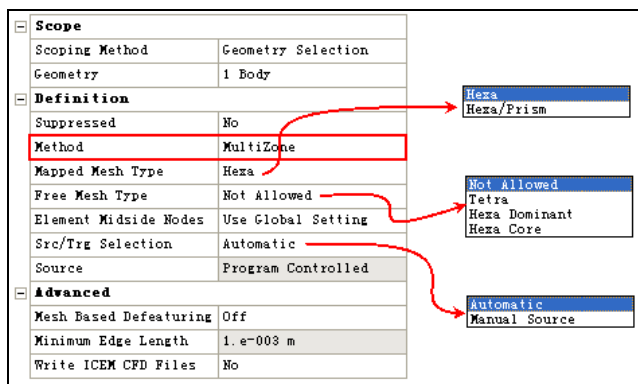 Scope
Scoping Method Geometry Selection
Geometry 1 Body
Definition
Suppressed No
Method MultiZone
Mapped Mesh Type Hexa
Free Mesh Type Not Allowed
Element Midside Nodes Use Global Setting
Src/Trg Selection Automatic
Source Program Controlled
Advanced
Mesh Based Defeaturing Off
Minimum Edge Length 1.e-003 m
Write ICEM CFD Files No
Hexa
Hexa/Prism
Not Allowed
Tetra
Hexa Dominant
Hexa Core
Automatic
Manual Source